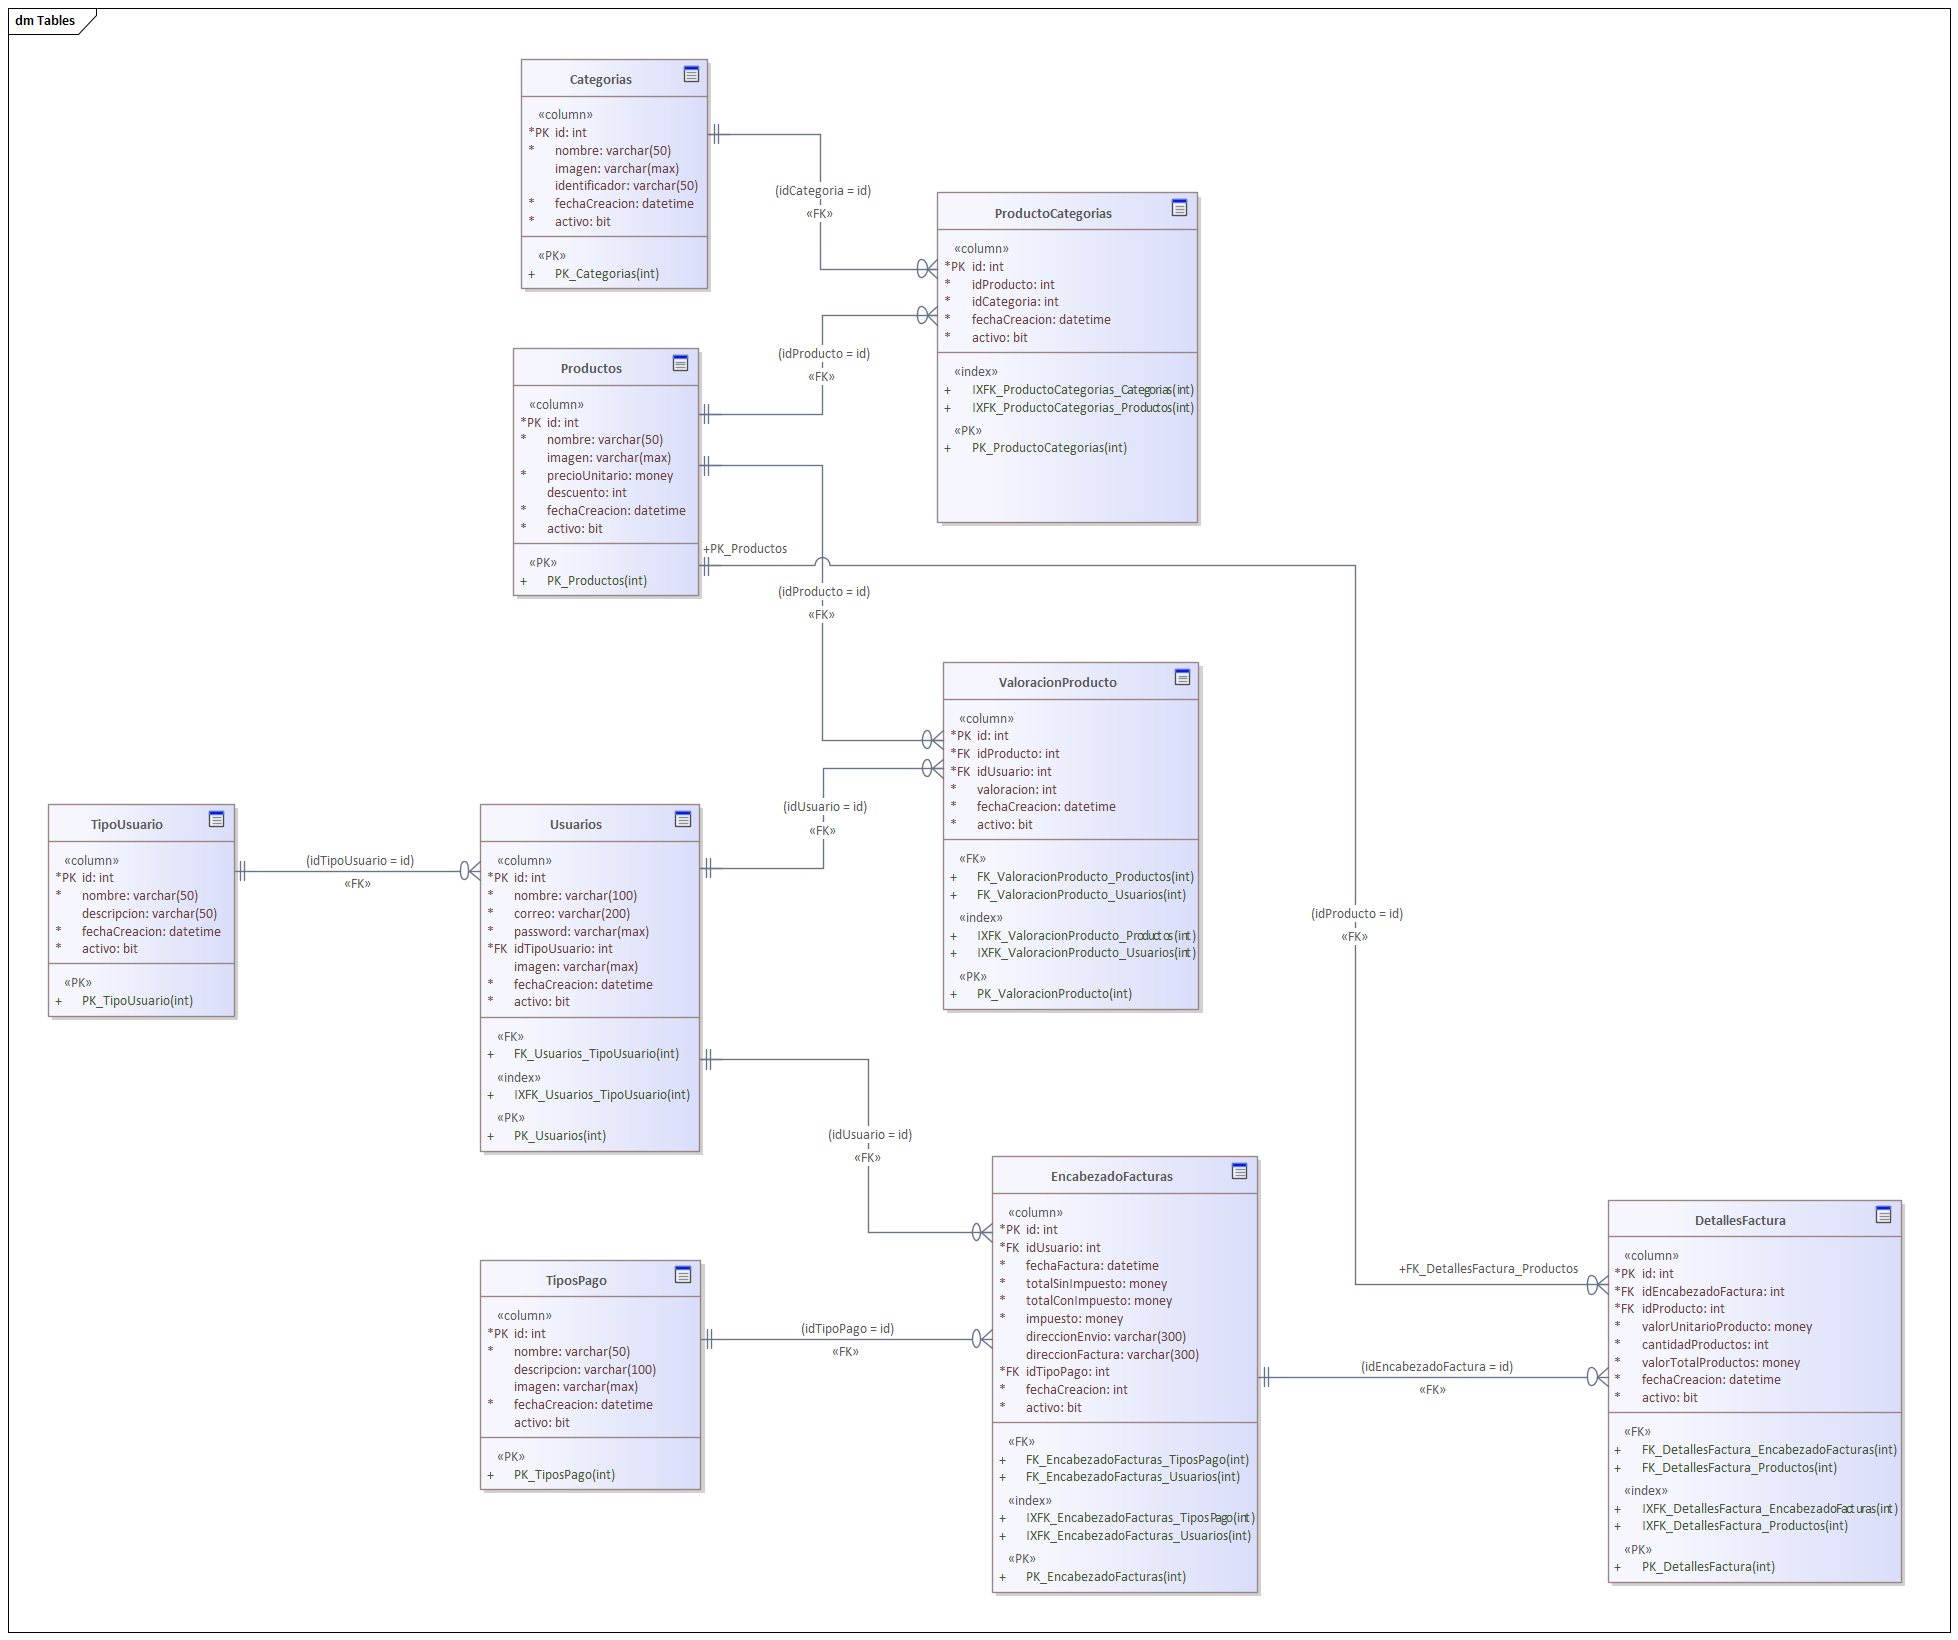 dm Tables
Categorias
«column»
*PK id: int
* nombre: varchar(50)
imagen: varchar(max)
identificador: varchar(50)
* fechaCreacion: datetime
* activo: bit
«PK»
+ PK_Categorias(int)
(idCategoria = id)
«FK»
ProductoCategorias
«column»
*PK id: int
* idProducto: int
* idCategoria: int
* fechaCreacion: datetime
* activo: bit
«index»
+ IXFK_ProductoCategorias_Categorias(int)
+ IXFK_ProductoCategorias_Productos(int)
«PK»
+ PK_ProductoCategorias(int)
(idProducto = id)
«FK»
Productos
«column»
*PK id: int
* nombre: varchar(50)
imagen: varchar(max)
* precioUnitario: money
descuento: int
* fechaCreacion: datetime
* activo: bit
«PK»
+ PK_Productos(int)
+PK_Productos
(idProducto = id)
«FK»
ValoracionProducto
«column»
*PK id: int
*FK idProducto: int
*FK idUsuario: int
* valoracion: int
* fechaCreacion: datetime
* activo: bit
«FK»
+ FK_ValoracionProducto_Productos(int)
+ FK_ValoracionProducto_Usuarios(int)
«index»
+ IXFK_ValoracionProducto_Productos(int)
+ IXFK_ValoracionProducto_Usuarios(int)
«PK»
+ PK_ValoracionProducto(int)
TipoUsuario
«column»
*PK id: int
* nombre: varchar(50)
descripcion: varchar(50)
* fechaCreacion: datetime
* activo: bit
«PK»
+ PK_TipoUsuario(int)
(idTipoUsuario = id)
«FK»
Usuarios
«column»
*PK id: int
* nombre: varchar(100)
* correo: varchar(200)
* password: varchar(max)
*FK idTipoUsuario: int
imagen: varchar(max)
* fechaCreacion: datetime
* activo: bit
«FK»
+ FK_Usuarios_TipoUsuario(int)
«index»
+ IXFK_Usuarios_TipoUsuario(int)
«PK»
+ PK_Usuarios(int)
(idUsuario = id)
«FK»
(idProducto = id)
«FK»
(idUsuario = id)
«FK»
EncabezadoFacturas
«column»
*PK id: int
*FK idUsuario: int
* fechaFactura: datetime
* totalSinImpuesto: money
* totalConImpuesto: money
* impuesto: money
direccionEnvio: varchar(300)
direccionFactura: varchar(300)
*FK idTipoPago: int
* fechaCreacion: int
* activo: bit
«FK»
+ FK_EncabezadoFacturas_TiposPago(int)
+ FK_EncabezadoFacturas_Usuarios(int)
«index»
+ IXFK_EncabezadoFacturas_TiposPago(int)
+ IXFK_EncabezadoFacturas_Usuarios(int)
«PK»
+ PK_EncabezadoFacturas(int)
TiposPago
«column»
*PK id: int
* nombre: varchar(50)
descripcion: varchar(100)
imagen: varchar(max)
* fechaCreacion: datetime
activo: bit
«PK»
+ PK_TiposPago(int)
(idTipoPago = id)
«FK»
+FK_DetallesFactura_Productos
(idEncabezadoFactura = id)
«FK»
DetallesFactura
«column»
*PK id: int
*FK idEncabezadoFactura: int
*FK idProducto: int
* valorUnitarioProducto: money
* cantidadProductos: int
* valorTotalProductos: money
* fechaCreacion: datetime
* activo: bit
«FK»
+ FK_DetallesFactura_EncabezadoFacturas(int)
+ FK_DetallesFactura_Productos(int)
«index»
+ IXFK_DetallesFactura_EncabezadoFacturas(int)
+ IXFK_DetallesFactura_Productos(int)
«PK»
+ PK_DetallesFactura(int)